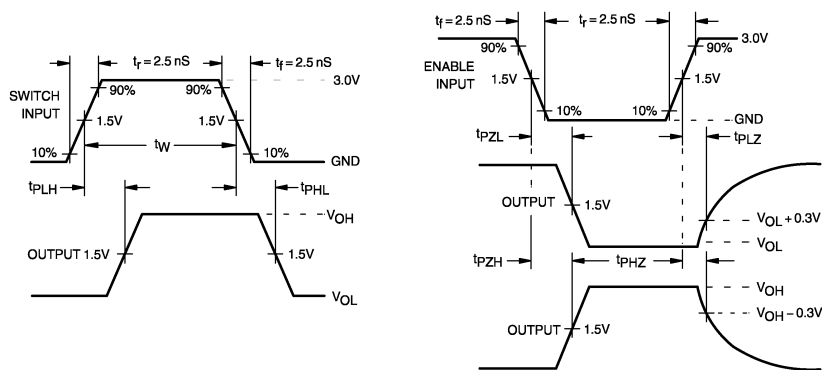 tr = 2.5 nS
tf = 2.5 nS
3.0V
SWITCH
INPUT
90%
90%
1.5V
1.5V
tW
10%
10%
GND
tPLH
tPHL
VOH
OUTPUT 1.5V
1.5V
VOL
tf = 2.5 nS
tr = 2.5 nS
3.0V
90%
90%
ENABLE
INPUT
1.5V
1.5V
10%
10%
GND
tPZL
tPLZ
OUTPUT
1.5V
VOL + 0.3V
VOL
tPZH
tPHZ
VOH
VOH – 0.3V
OUTPUT
1.5V